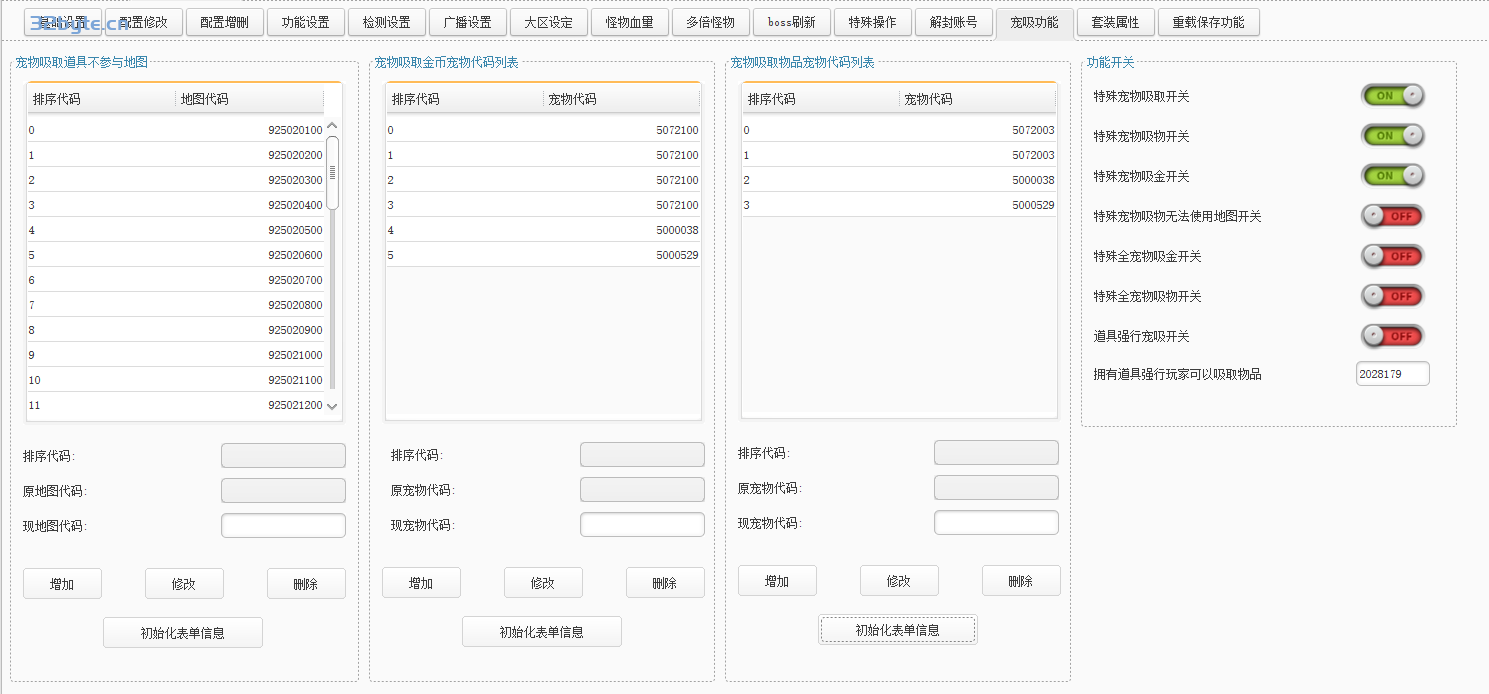 基础设置 配置修改 配置增删 功能设置 检测设置 广播设置 大区设定 怪物血量 多倍怪物 boss刷新 特殊操作 解封账号 宠吸功能 套装属性 重载保存功能
32byte.cn
宠物吸取道具不参与地图
排序代码 地图代码
0 925020100
1 925020200
2 925020300
3 925020400
4 925020500
5 925020600
6 925020700
7 925020800
8 925020900
9 925021000
10 925021100
11 925021200
排序代码:
原地图代码:
现地图代码:
增加 修改 删除
初始化表单信息
宠物吸取金币宠物代码列表
排序代码 宠物代码
0 5072100
1 5072100
2 5072100
3 5072100
4 5000038
5 5000529
排序代码:
原宠物代码:
现宠物代码:
增加 修改 删除
初始化表单信息
宠物吸取物品宠物代码列表
排序代码 宠物代码
0 5072003
1 5072003
2 5000038
3 5000529
排序代码:
原宠物代码:
现宠物代码:
增加 修改 删除
初始化表单信息
功能开关
特殊宠物吸取开关 ON
特殊宠物吸物开关 ON
特殊宠物吸金开关 ON
特殊宠物吸物无法使用地图开关 OFF
特殊全宠物吸金开关 OFF
特殊全宠物吸物开关 OFF
道具强行宠吸开关 OFF
拥有道具强行玩家可以吸取物品 2028179